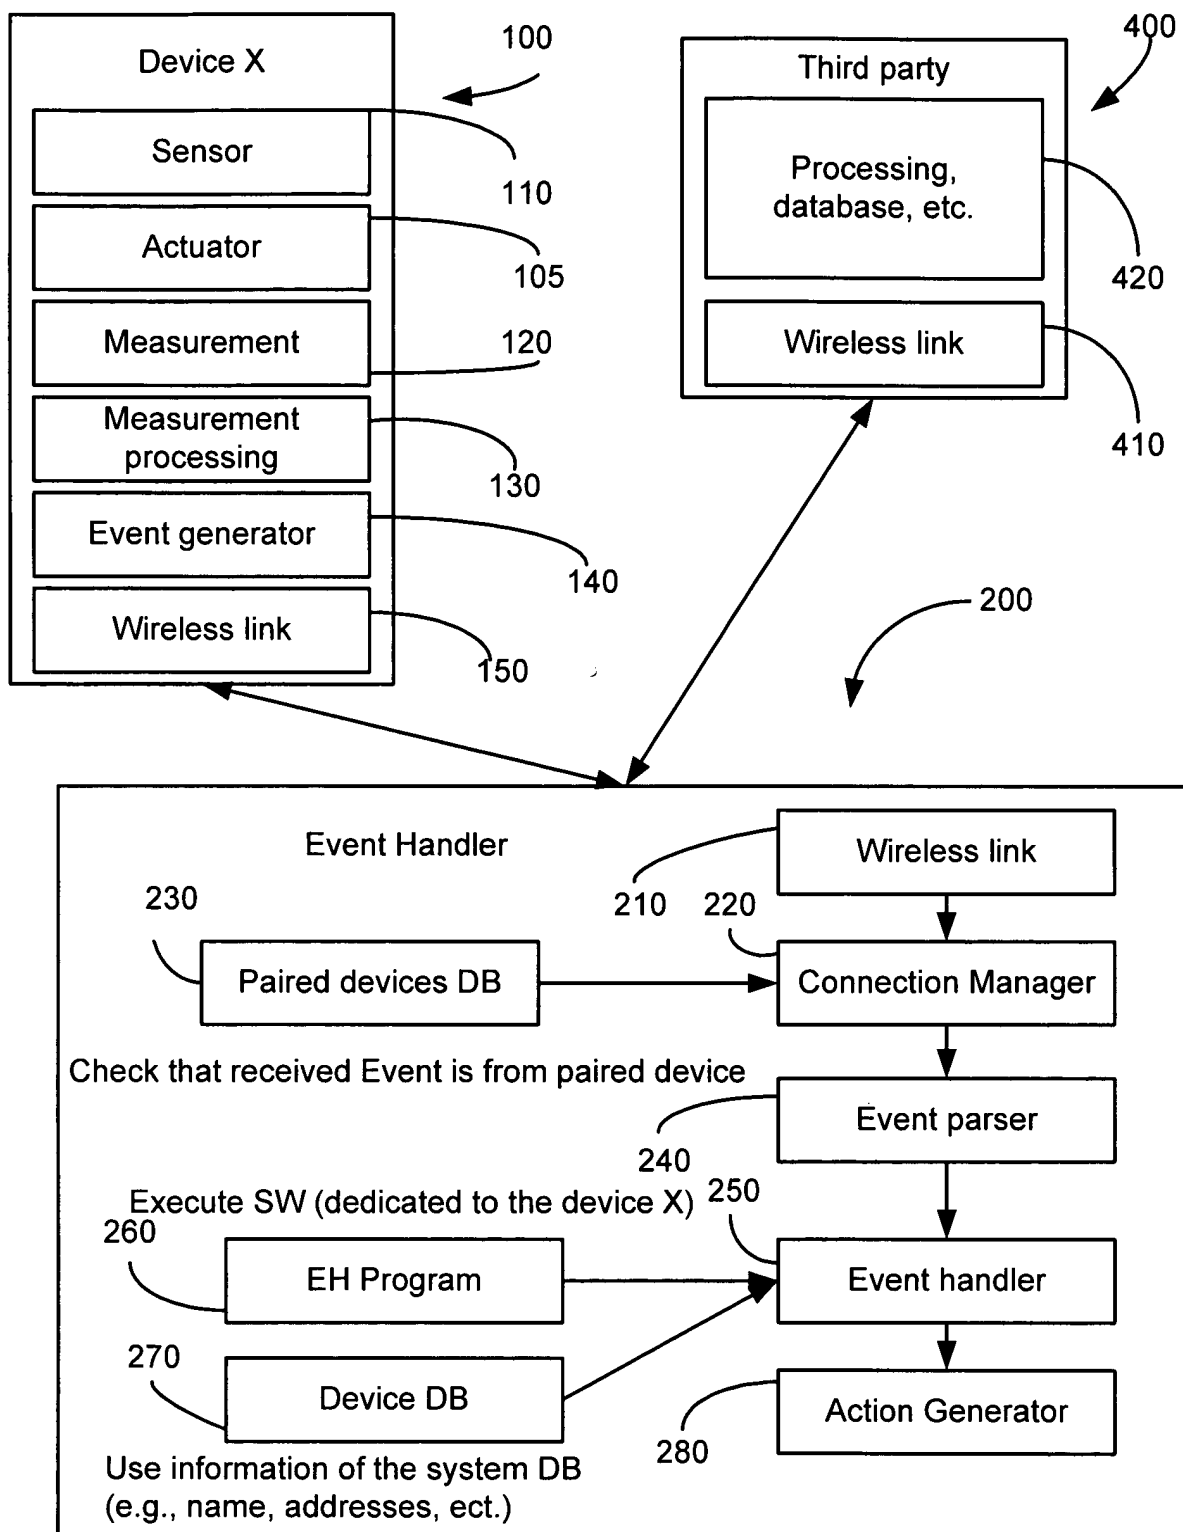 Device X
100
Sensor
110
Actuator
105
Measurement
120
Measurement
processing
130
Event generator
140
Wireless link
150
400
Third party
Processing,
database, etc.
420
Wireless link
410
200
Event Handler
Wireless link
210
220
230
Paired devices DB
Connection Manager
Check that received Event is from paired device
Event parser
240
Execute SW (dedicated to the device X)
250
260
EH Program
Event handler
270
Device DB
Action Generator
280
Use information of the system DB
(e.g., name, addresses, ect.)